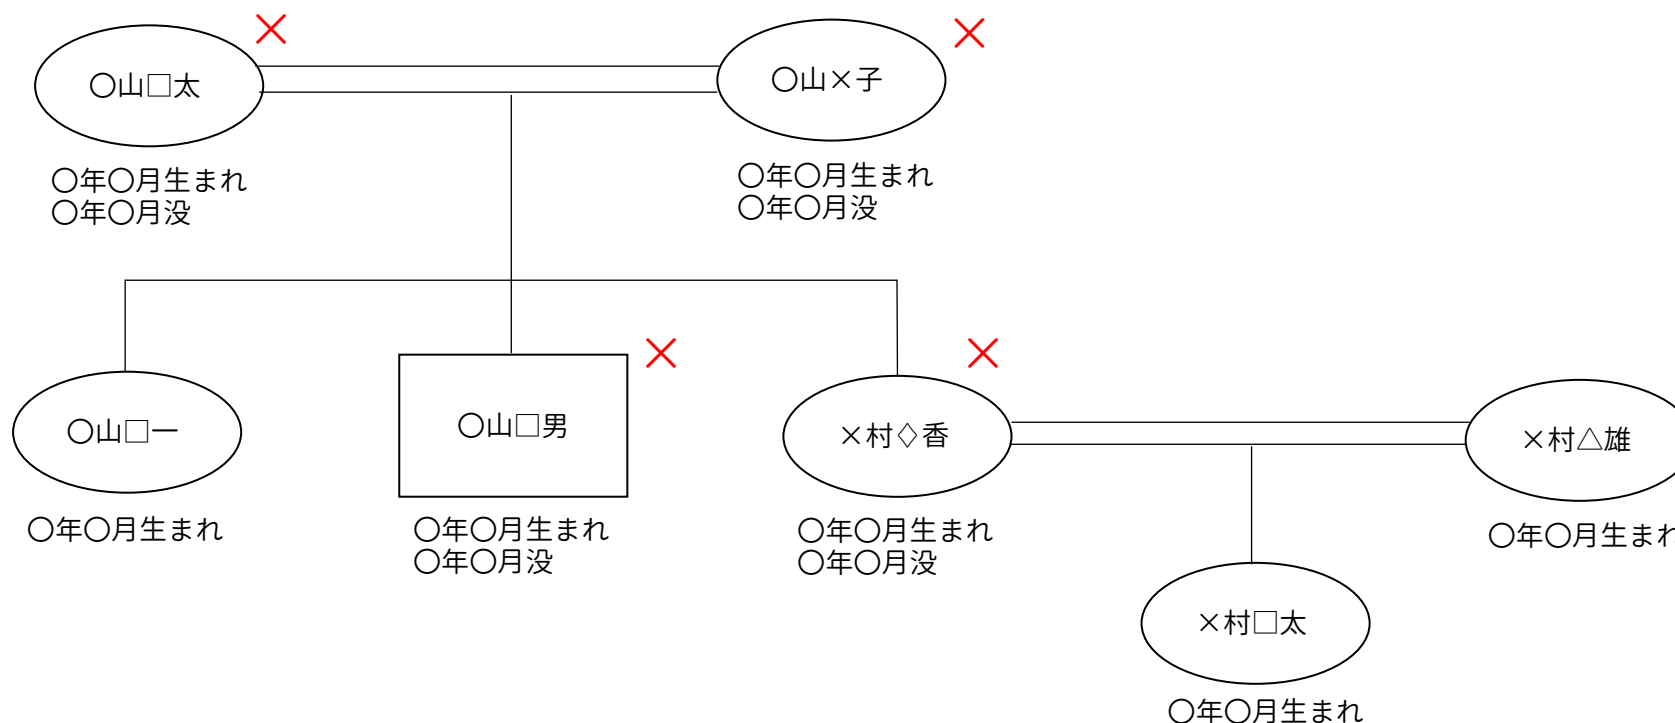 〇山□太
〇山×子
〇年〇月生まれ
〇年〇月没
〇年〇月生まれ
〇年〇月没
〇山□一
〇山□男
×村◇香
×村△雄
〇年〇月生まれ
〇年〇月生まれ
〇年〇月没
〇年〇月生まれ
〇年〇月没
〇年〇月生まれ
×村□太
〇年〇月生まれ